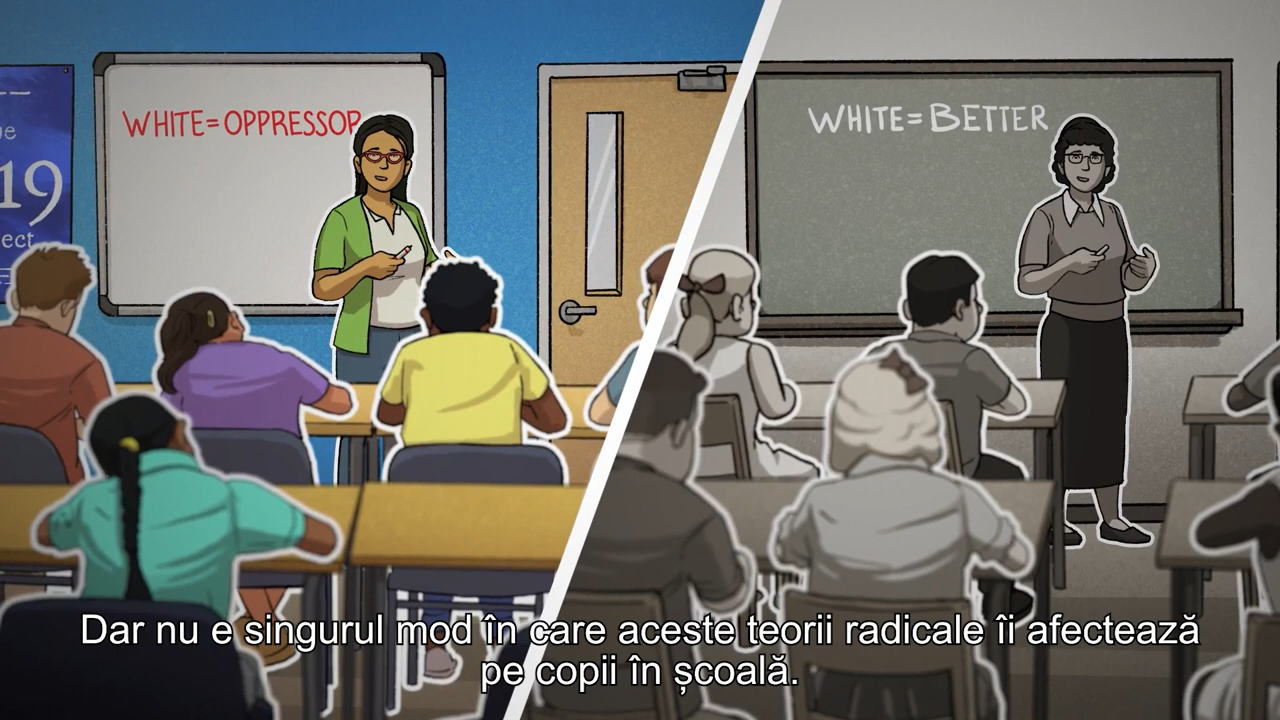 19
ect
WHITE=OPPRESSOR
WHITE=BETTER
Dar nu e singurul mod în care aceste teorii radicale îi afectează
pe copii în școală.